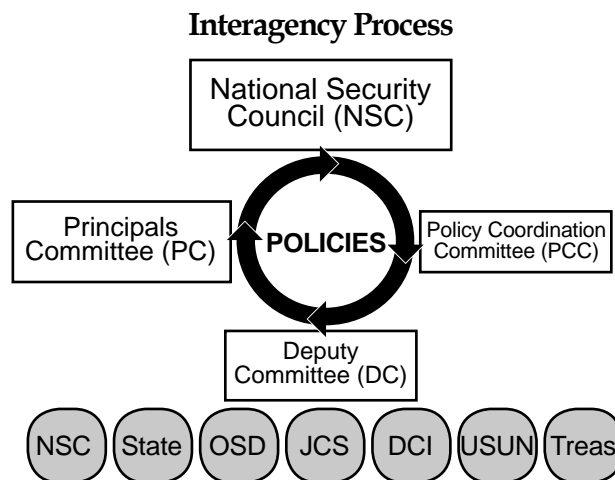 Interagency Process
National Security
Council (NSC)
Principals
Committee (PC)
POLICIES
Policy Coordination
Committee (PCC)
Deputy
Committee (DC)
NSC State OSD JCS DCI USUN Treas